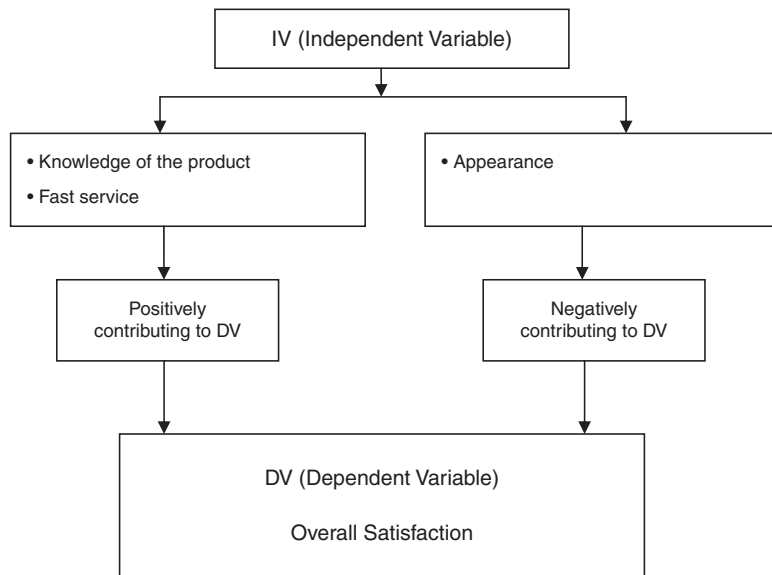 IV (Independent Variable)
• Knowledge of the product
• Fast service
• Appearance
Positively
contributing to DV
Negatively
contributing to DV
DV (Dependent Variable)
Overall Satisfaction